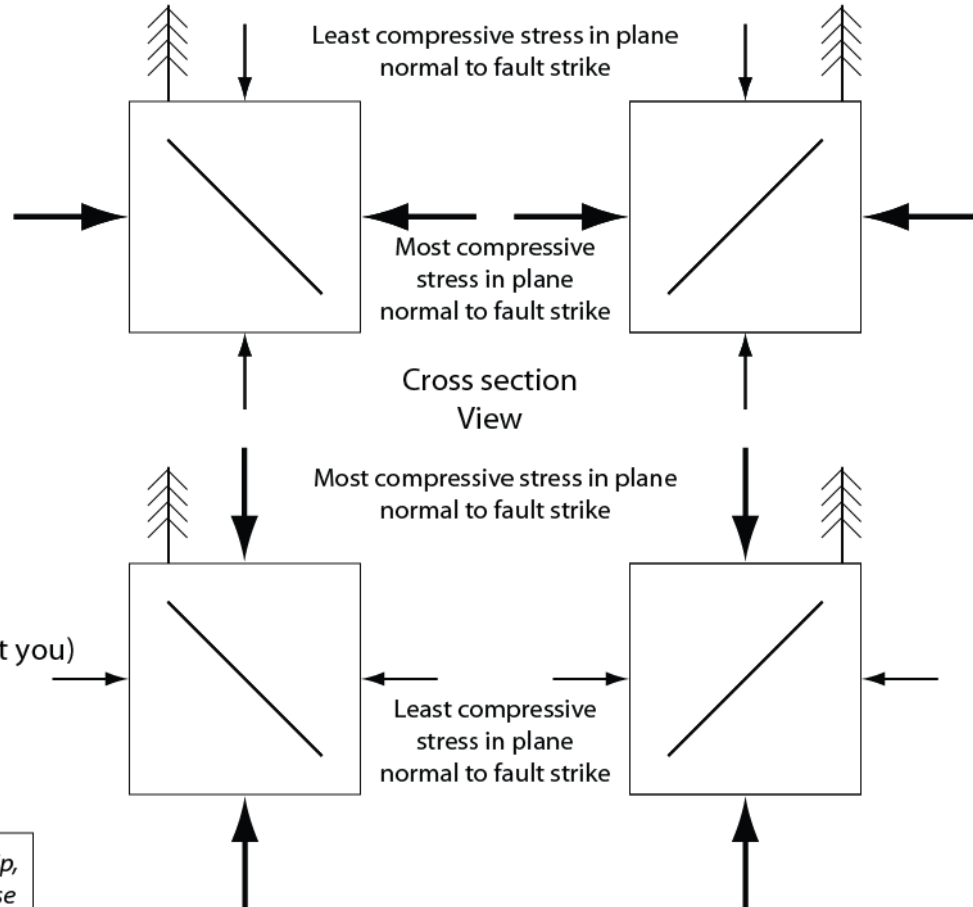 Least compressive stress in plane
normal to fault strike
Most compressive
stress in plane
normal to fault strike
Cross section
View
Most compressive stress in plane
normal to fault strike
t you)
Least compressive
stress in plane
normal to fault strike
p,
se